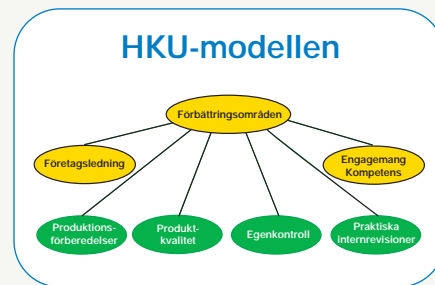 HKU-modellen
Förbättringsområden
Företagsledning
Engagemang
Kompetens
Produktions-
förberedelser
Produkt-
kvalitet
Egenkontroll
Praktiska
internrevisioner